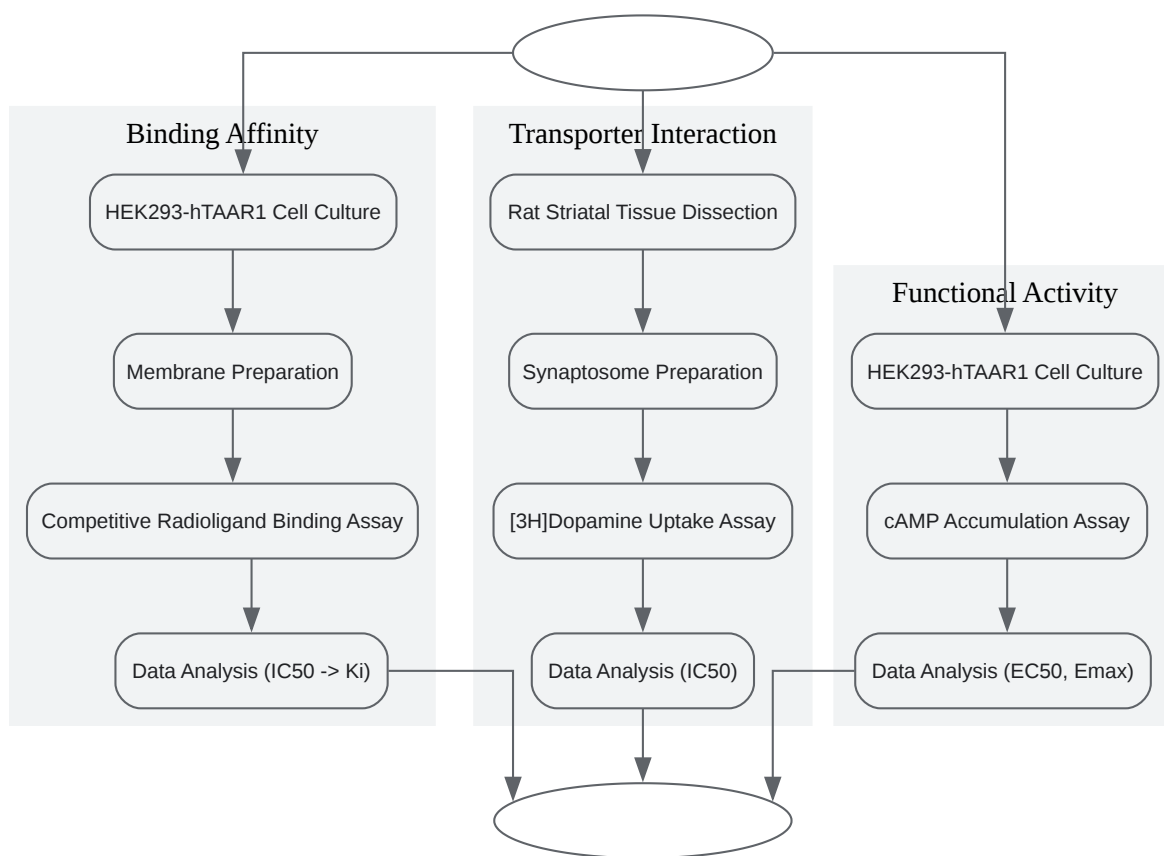 Binding Affinity
HEK293-hTAAR1 Cell Culture
Membrane Preparation
Competitive Radioligand Binding Assay
Data Analysis (IC50 -> Ki)
Transporter Interaction
Rat Striatal Tissue Dissection
Synaptosome Preparation
[3H]Dopamine Uptake Assay
Data Analysis (IC50)
Functional Activity
HEK293-hTAAR1 Cell Culture
cAMP Accumulation Assay
Data Analysis (EC50, Emax)